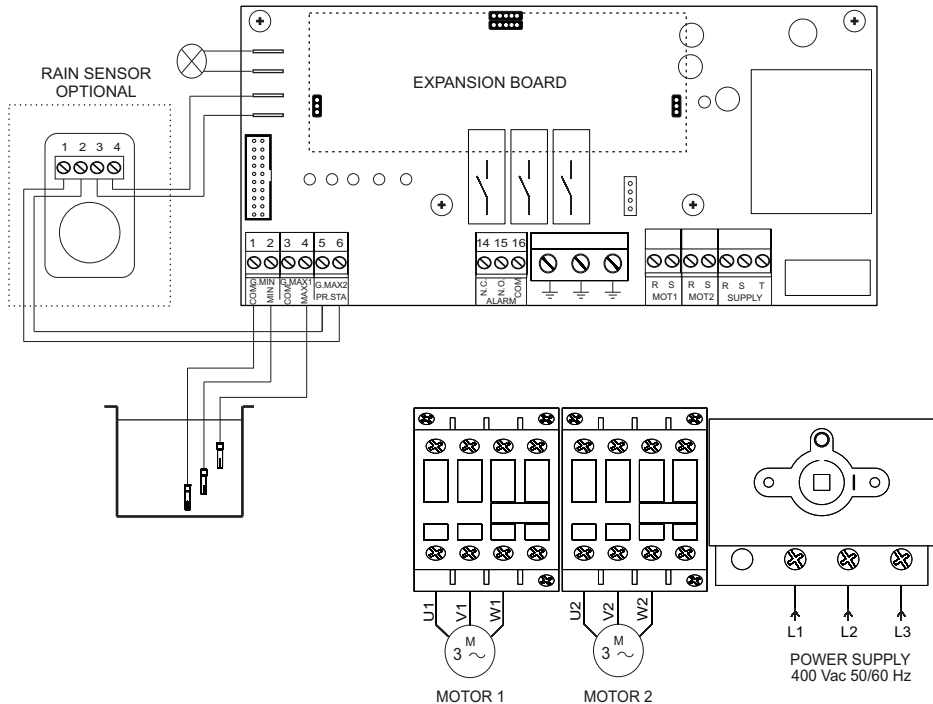 RAIN SENSOR
OPTIONAL
1 2 3 4
EXPANSION BOARD
1 2 3 4 5 6
COM
G.MIN
MIN
G.MAX1
COM
MAX1
G.MAX2
PR.STA
14 15 16
N.C.
N.O.
COM
ALARM
R S
MOT1
R S
MOT2
R S T
SUPPLY
U1
V1
W1
M
3
MOTOR 1
U2
V2
W2
M
3
MOTOR 2
I
L1
L2
L3
POWER SUPPLY
400 Vac 50/60 Hz